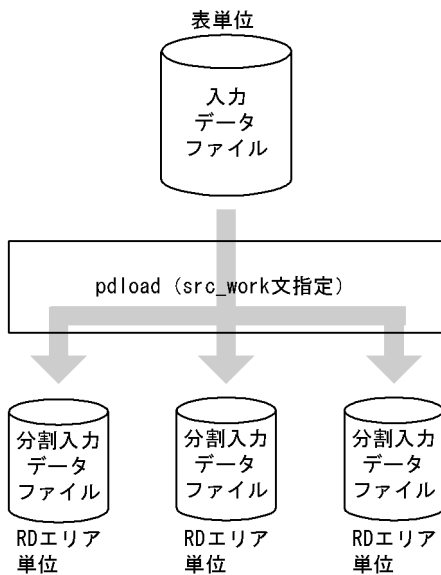 表単位
入力
データ
ファイル
pdload（src_work文指定）
分割入力
データ
ファイル
分割入力
データ
ファイル
分割入力
データ
ファイル
RDエリア
単位
RDエリア
単位
RDエリア
単位